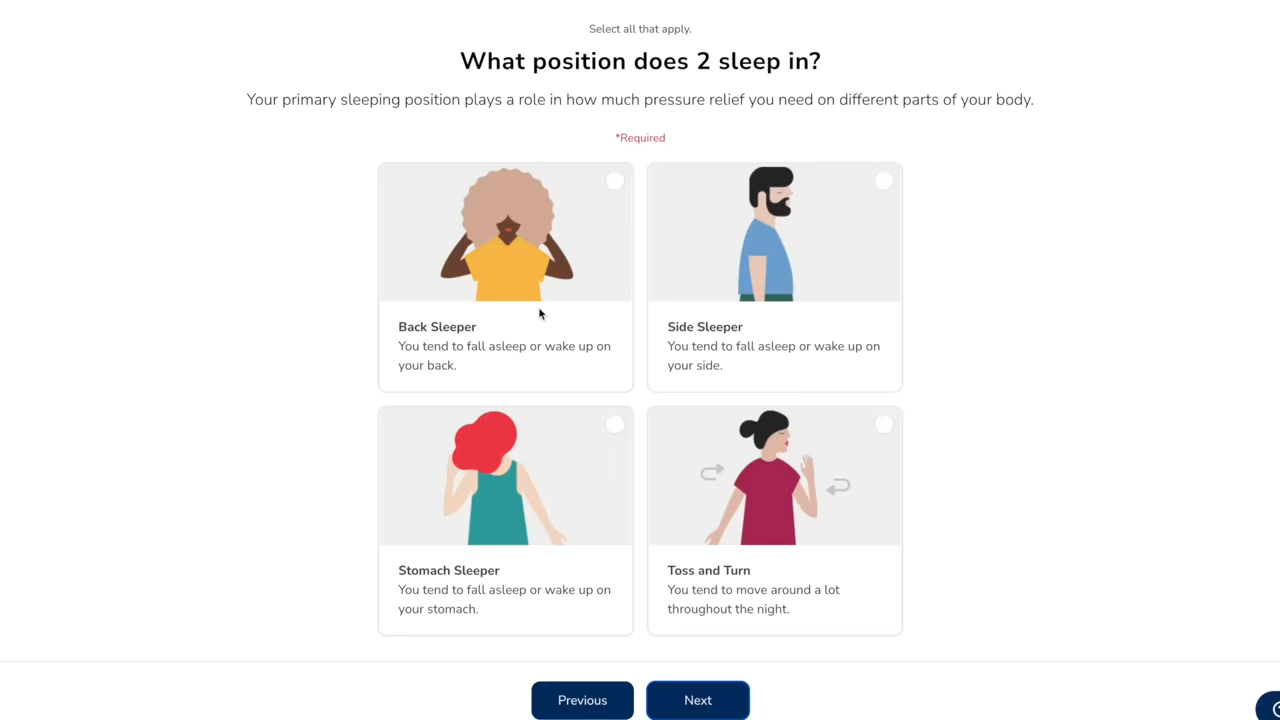 Select all that apply.
What position does 2 sleep in?
Your primary sleeping position plays a role in how much pressure relief you need on different parts of your body.
*Required
Back Sleeper
You tend to fall asleep or wake up on
your back.
Side Sleeper
You tend to fall asleep or wake up on
your side.
Stomach Sleeper
You tend to fall asleep or wake up on
your stomach.
Toss and Turn
You tend to move around a lot
throughout the night.
Previous
Next